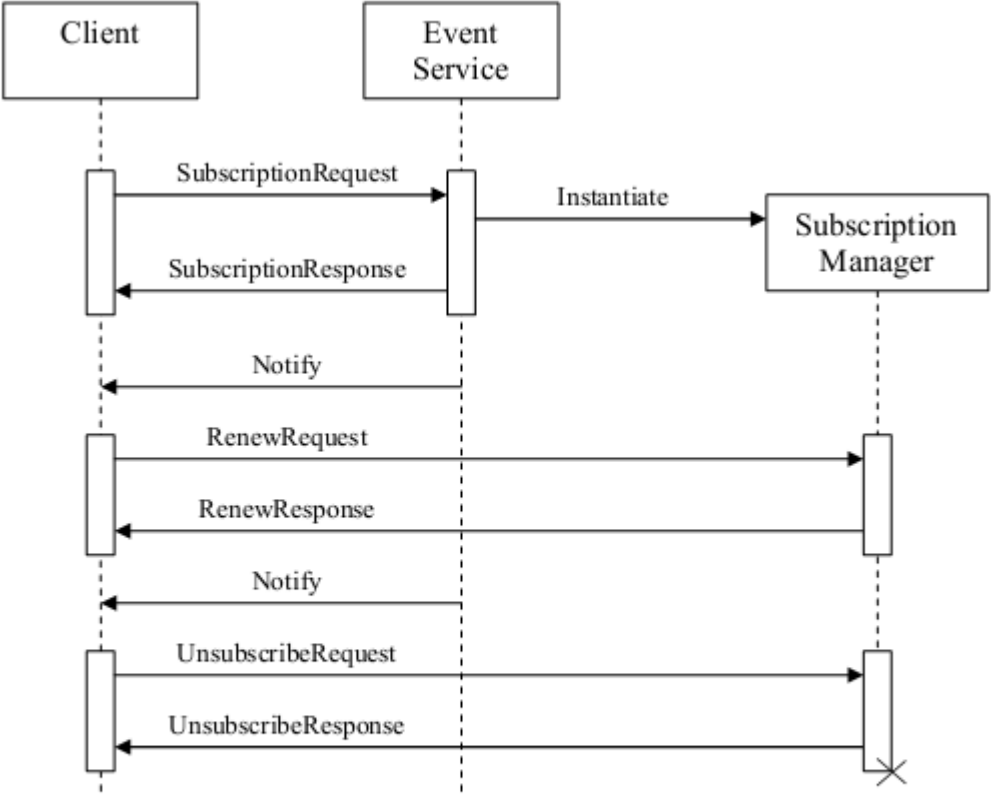 Client
Event
Service
SubscriptionRequest
Instantiate
Subscription
Manager
SubscriptionResponse
Notify
RenewRequest
RenewResponse
Notify
UnsubscribeRequest
UnsubscribeResponse